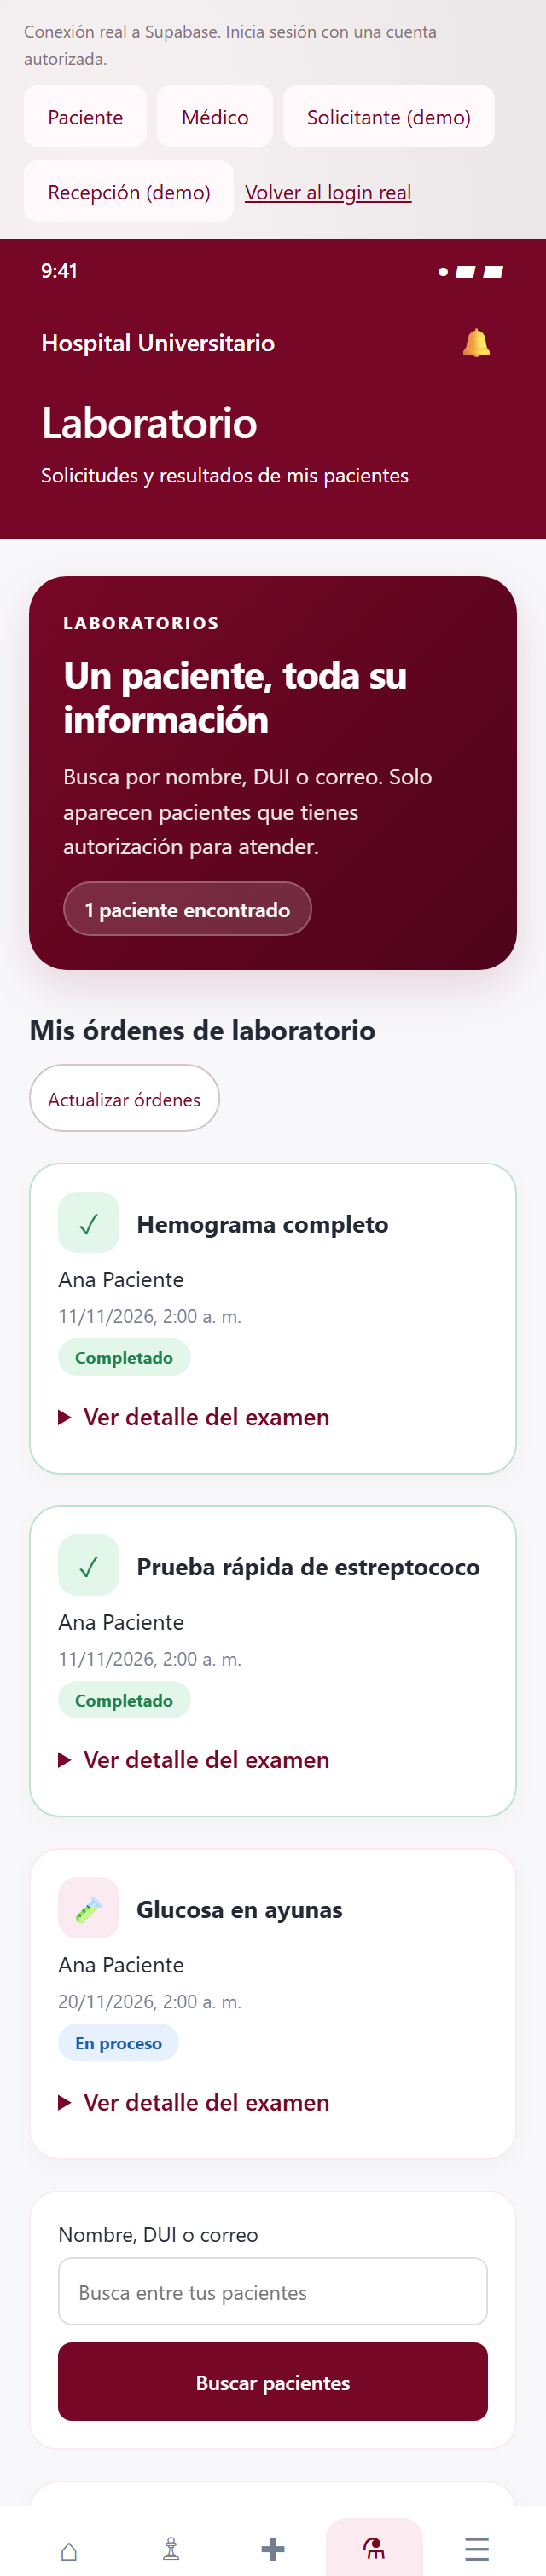 Conexión real a Supabase. Inicia sesión con una cuenta
autorizada.
Paciente
Médico
Solicitante (demo)
Recepción (demo)
Volver al login real
9:41
Hospital Universitario
Laboratorio
Solicitudes y resultados de mis pacientes
LABORATORIOS
Un paciente, toda su
información
Busca por nombre, DUI o correo. Solo
aparecen pacientes que tienes
autorización para atender.
1 paciente encontrado
Mis órdenes de laboratorio
Actualizar órdenes
Hemograma completo
Ana Paciente
11/11/2026, 2:00 a. m.
Completado
Ver detalle del examen
Prueba rápida de estreptococo
Ana Paciente
11/11/2026, 2:00 a. m.
Completado
Ver detalle del examen
Glucosa en ayunas
Ana Paciente
20/11/2026, 2:00 a. m.
En proceso
Ver detalle del examen
Nombre, DUI o correo
Busca entre tus pacientes
Buscar pacientes